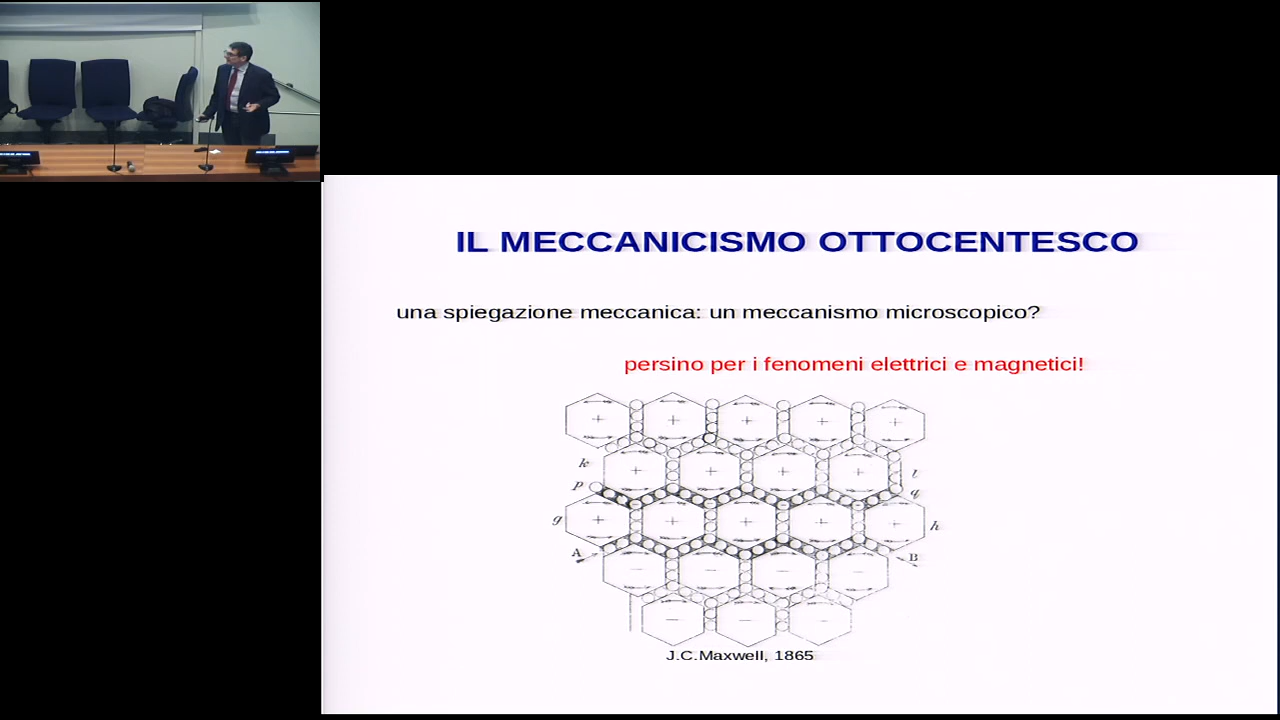 IL MECCANICISMO OTTOCENTESCO
una spiegazione meccanica: un meccanismo microscopico?
persino per i fenomeni elettrici e magnetici!
k
l
p
q
g
h
A
B
J.C.Maxwell, 1865